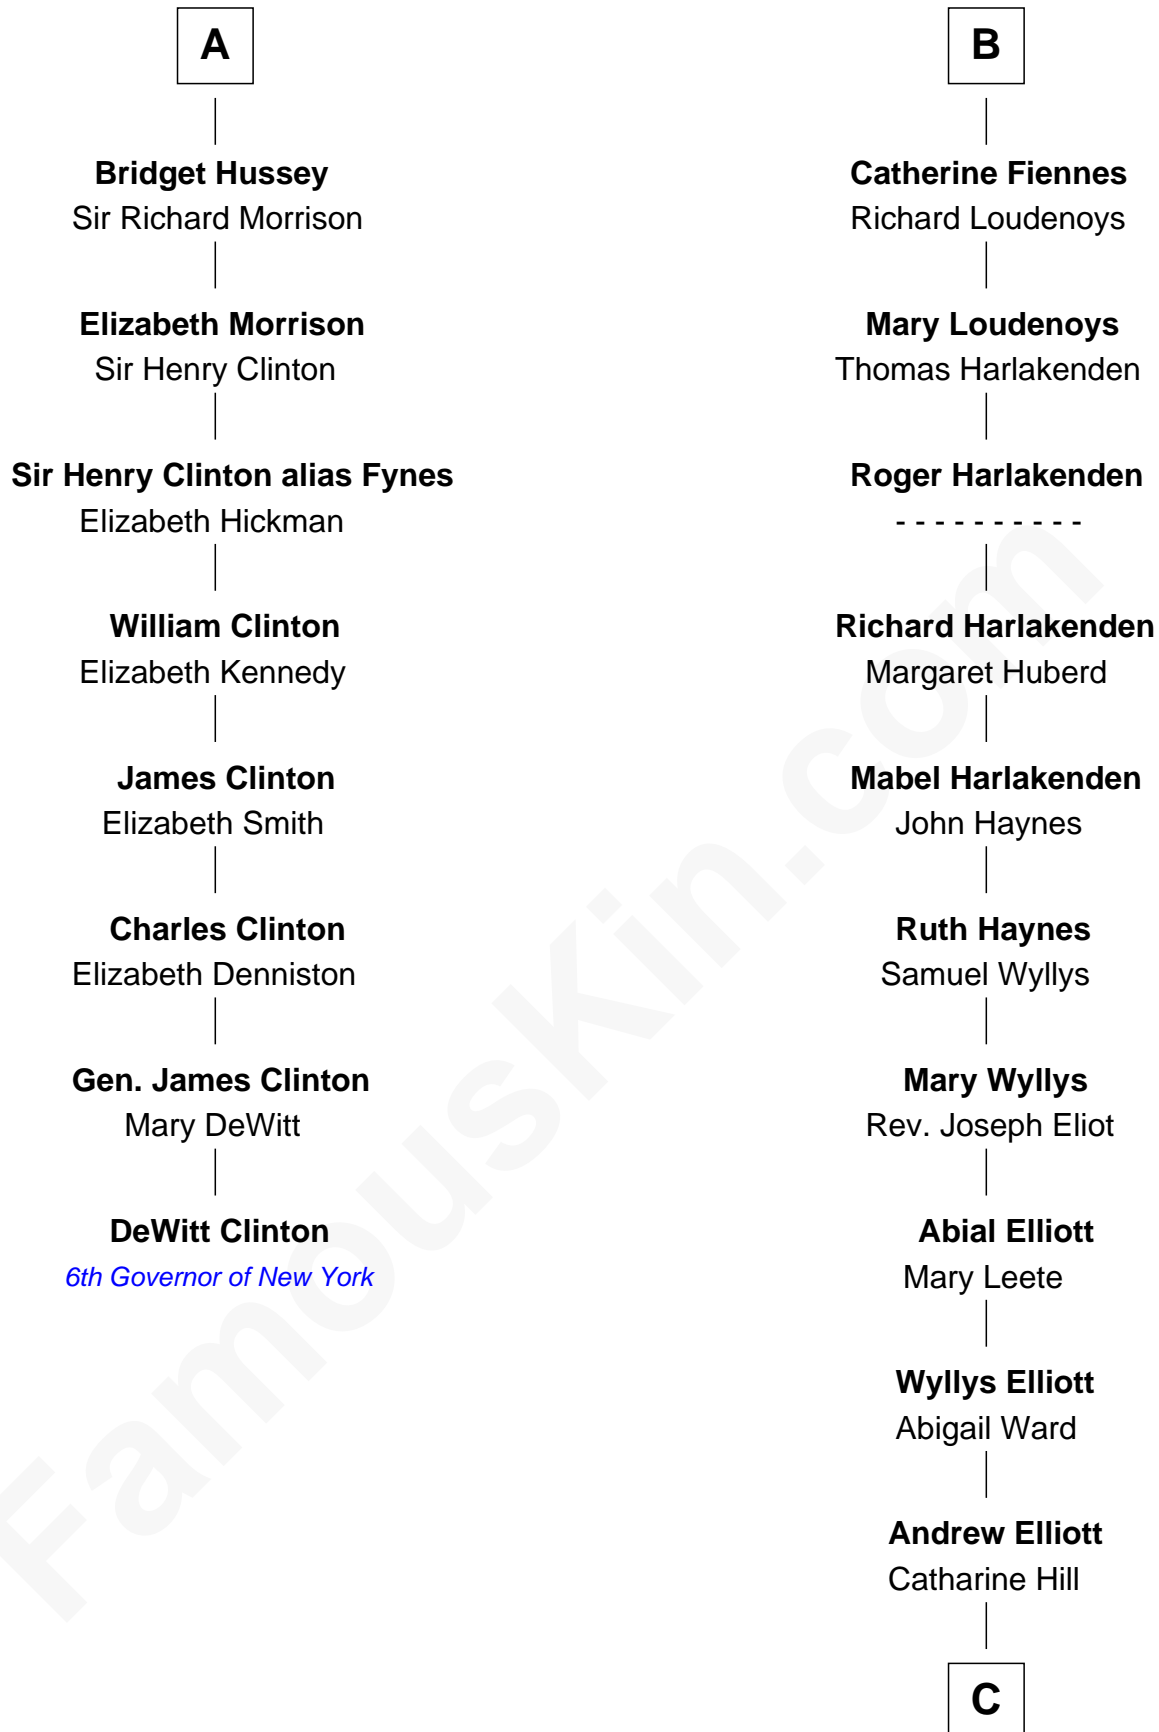 A
Bridget Hussey
Sir Richard Morrison
Elizabeth Morrison
Sir Henry Clinton
Sir Henry Clinton alias Fynes
Elizabeth Hickman
William Clinton
Elizabeth Kennedy
James Clinton
Elizabeth Smith
Charles Clinton
Elizabeth Denniston
Gen. James Clinton
Mary DeWitt
DeWitt Clinton
6th Governor of New York
B
Catherine Fiennes
Richard Loudenoys
Mary Loudenoys
Thomas Harlakenden
Roger Harlakenden
- - - - - - - - - -
Richard Harlakenden
Margaret Huberd
Mabel Harlakenden
John Haynes
Ruth Haynes
Samuel Wyllys
Mary Wyllys
Rev. Joseph Eliot
Abial Elliott
Mary Leete
Wyllys Elliott
Abigail Ward
Andrew Elliott
Catharine Hill
C
FamousKin.com